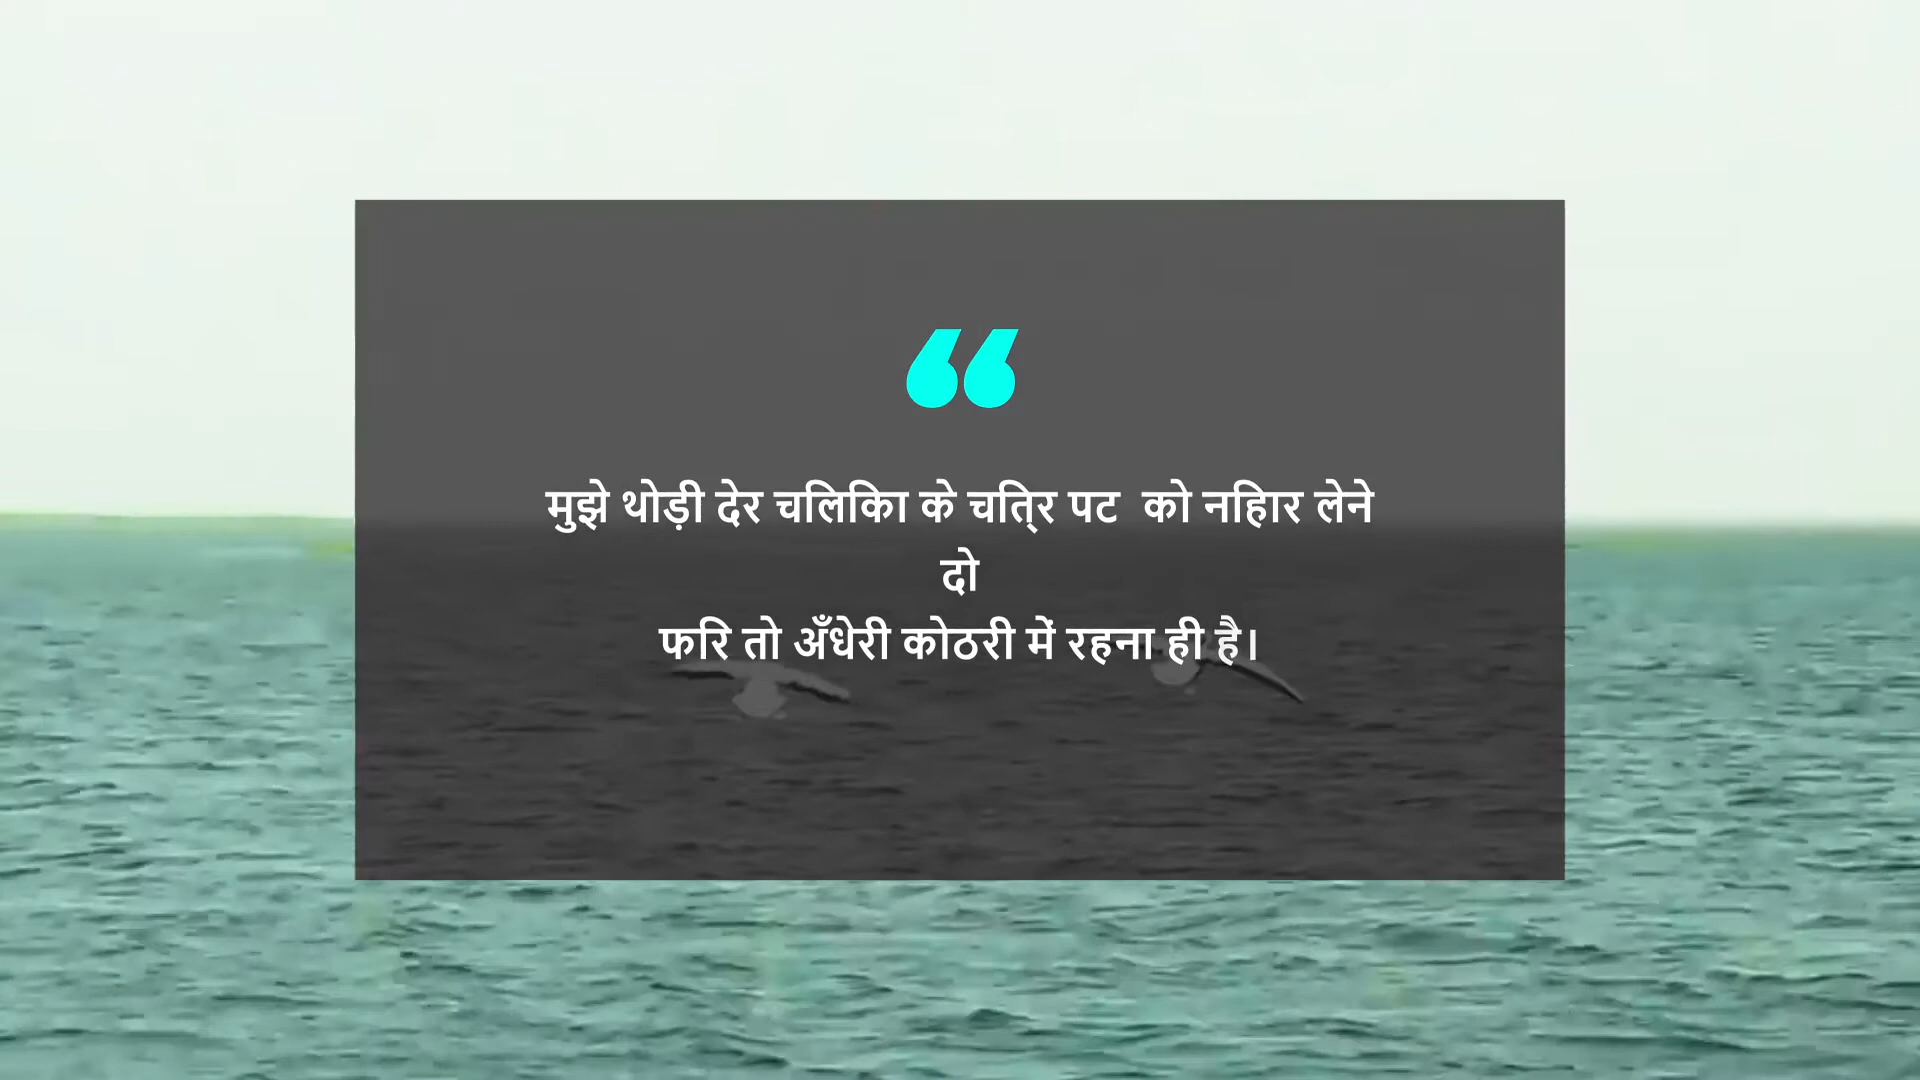 मुझे थोड़ी देर चलिकिा के चति्र पट को नहिार लेने
दो
फरि तो अँधेरी कोठरी में रहना ही है।